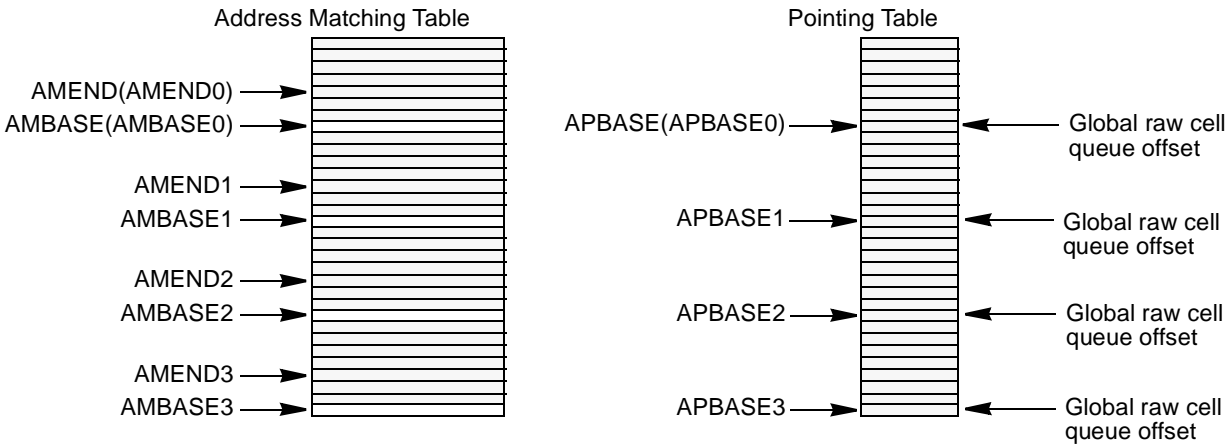 Address Matching Table
Pointing Table
AMEND(AMEND0)
AMBASE(AMBASE0)
AMEND1
AMBASE1
AMEND2
AMBASE2
AMEND3
AMBASE3
APBASE(APBASE0)
Global raw cell
queue offset
APBASE1
Global raw cell
queue offset
APBASE2
Global raw cell
queue offset
APBASE3
Global raw cell
queue offset